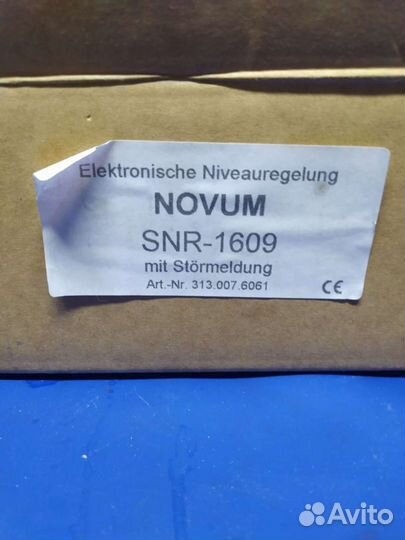 Elektronische Niveauregelung
NOVUM
SNR-1609
mit Störmeldung
Art.-Nr. 313.007.6061 CE
Avito